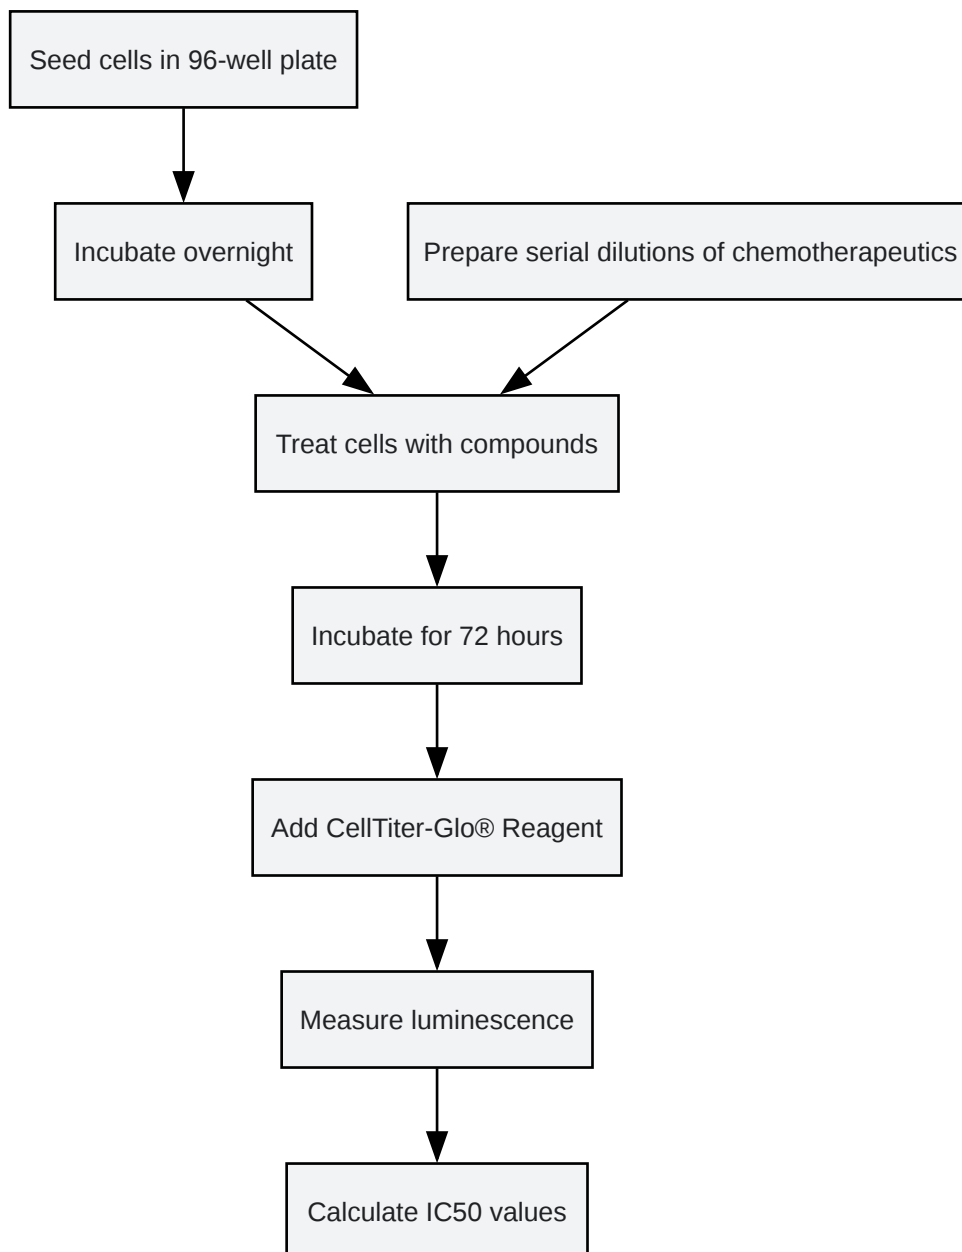 Seed cells in 96-well plate
Incubate overnight
Prepare serial dilutions of chemotherapeutics
Treat cells with compounds
Incubate for 72 hours
Add CellTiter-Glo® Reagent
Measure luminescence
Calculate IC50 values